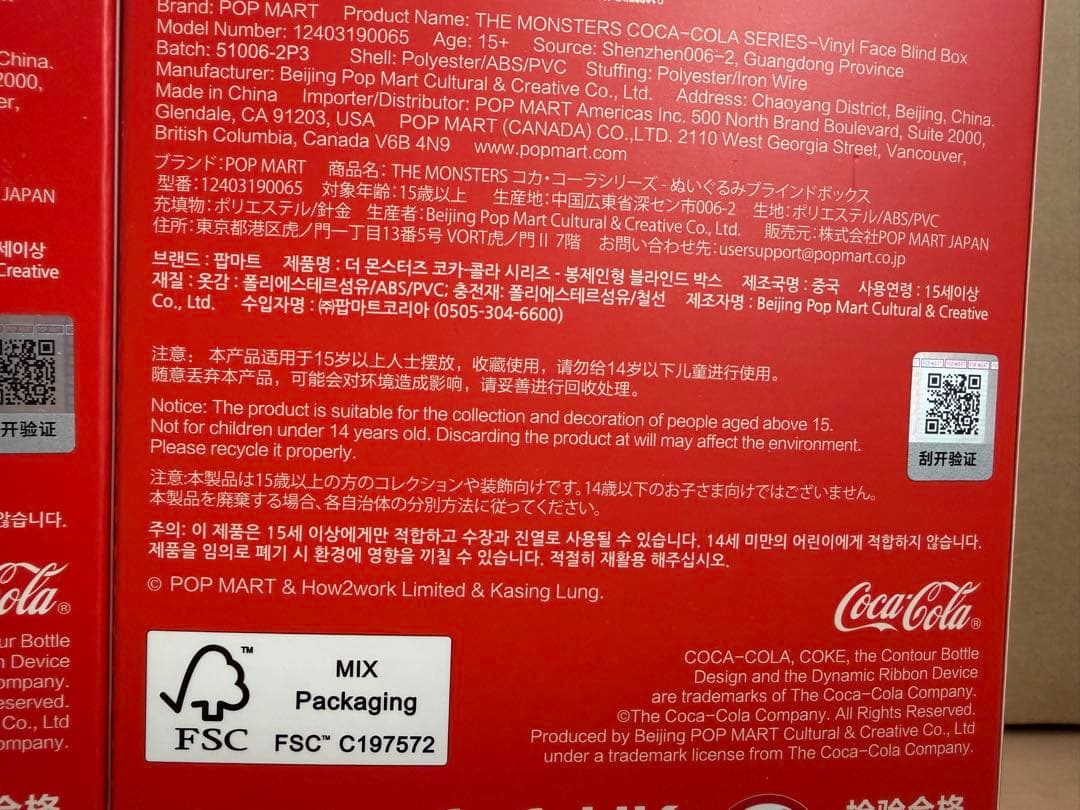 Brand: POP MART Product Name: THE MONSTERS COCA-COLA SERIES-Vinyl Face Blind Box
Model Number: 12403190065 Age: 15+ Source: Shenzhen006-2, Guangdong Province
Batch: 51006-2P3 Shell: Polyester/ABS/PVC Stuffing: Polyester/Iron Wire
Manufacturer: Beijing Pop Mart Cultural & Creative Co., Ltd. Address: Chaoyang District, Beijing, China.
Made in China Importer/Distributor: POP MART Americas Inc. 500 North Brand Boulevard, Suite 2000,
Glendale, CA 91203, USA POP MART (CANADA) CO.,LTD. 2110 West Georgia Street, Vancouver,
British Columbia, Canada V6B 4N9 www.popmart.com
ブランド:POP MART 商品名: THE MONSTERS コカ・コーラシリーズ - ぬいぐるみブラインドボックス
型番:12403190065 対象年齢:15歳以上 生産地:中国広東省深セン市006-2 生地:ポリエステル/ABS/PVC
充填物:ポリエステル/針金 生産者:Beijing Pop Mart Cultural & Creative Co., Ltd. 販売元:株式会社POP MART JAPAN
住所:東京都港区虎ノ門一丁目13番5号 VORT虎ノ門Ⅱ 7階 お問い合わせ先:usersupport@popmart.co.jp
브랜드 : 팝마트 제품명 : 더 몬스터즈 코카-콜라 시리즈 - 봉제인형 블라인드 박스 제조국명 : 중국 사용연령 : 15세이상
재질 : 옷감 : 폴리에스테르섬유/ABS/PVC; 충전재: 폴리에스테르섬유/철선 제조자명 : Beijing Pop Mart Cultural & Creative
Co., Ltd. 수입자명 : ㈜팝마트코리아 (0505-304-6600)
注意： 本产品适用于15岁以上人士摆放，收藏使用，请勿给14岁以下儿童进行使用。
随意丢弃本产品，可能会对环境造成影响，请妥善进行回收处理。
Notice: The product is suitable for the collection and decoration of people aged above 15.
Not for children under 14 years old. Discarding the product at will may affect the environment.
Please recycle it properly.
注意:本製品は15歳以上の方のコレクションや装飾向けです。14歳以下のお子さま向けではございません。
本製品を廃棄する場合、各自治体の分別方法に従ってください。
주의: 이 제품은 15세 이상에게만 적합하고 수장과 진열로 사용될 수 있습니다. 14세 미만의 어린이에게 적합하지 않습니다.
제품을 임의로 폐기 시 환경에 영향을 끼칠 수 있습니다. 적절히 재활용 해주십시오.
© POP MART & How2work Limited & Kasing Lung.
刮开验证
Coca-Cola®
MIX
Packaging
FSC™ C197572
FSC
™
COCA-COLA, COKE, the Contour Bottle
Design and the Dynamic Ribbon Device
are trademarks of The Coca-Cola Company.
©The Coca-Cola Company. All Rights Reserved.
Produced by Beijing POP MART Cultural & Creative Co., Ltd
under a trademark license from The Coca-Cola Company.
China.
2000,
er,
JAPAN
세이상
Creative
开验证
않습니다.
ola®
ur Bottle
n Device
ompany.
eserved.
Co., Ltd
ompany.